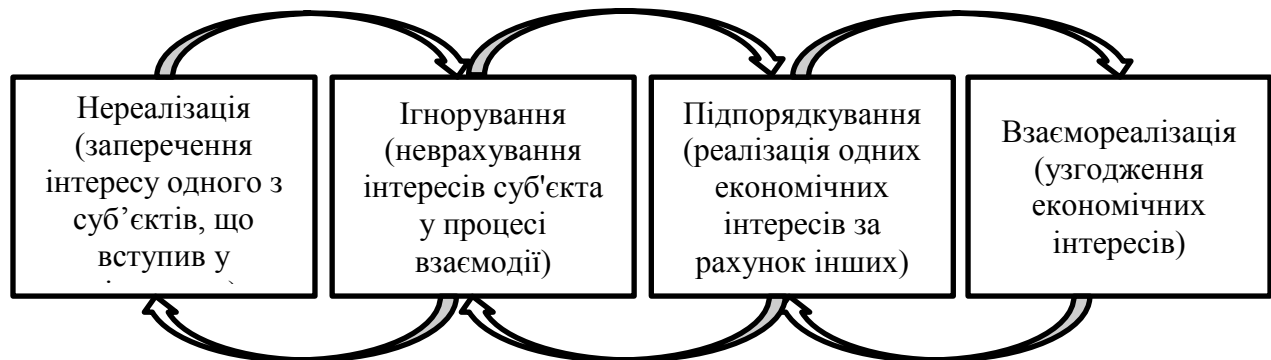 Нереалізація
(заперечення
інтересу одного з
суб’єктів, що
вступив у
Ігнорування
(неврахування
інтересів суб'єкта
у процесі
взаємодії)
Підпорядкування
(реалізація одних
економічних
інтересів за
рахунок інших)
Взаємореалізація
(узгодження
економічних
інтересів)